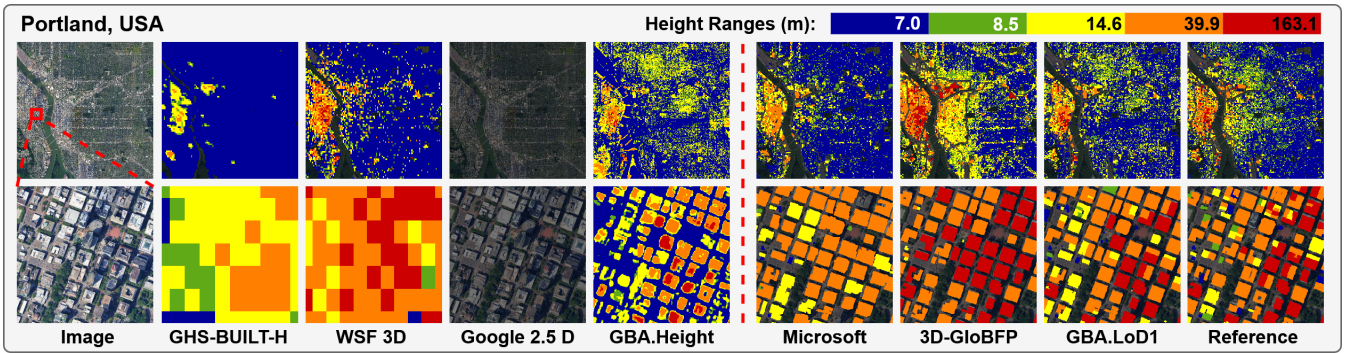 Portland, USA
Height Ranges (m): 7.0 8.5 14.6 39.9 163.1
Image GHS-BUILT-H WSF 3D Google 2.5 D GBA.Height Microsoft 3D-GloBFP GBA.LoD1 Reference